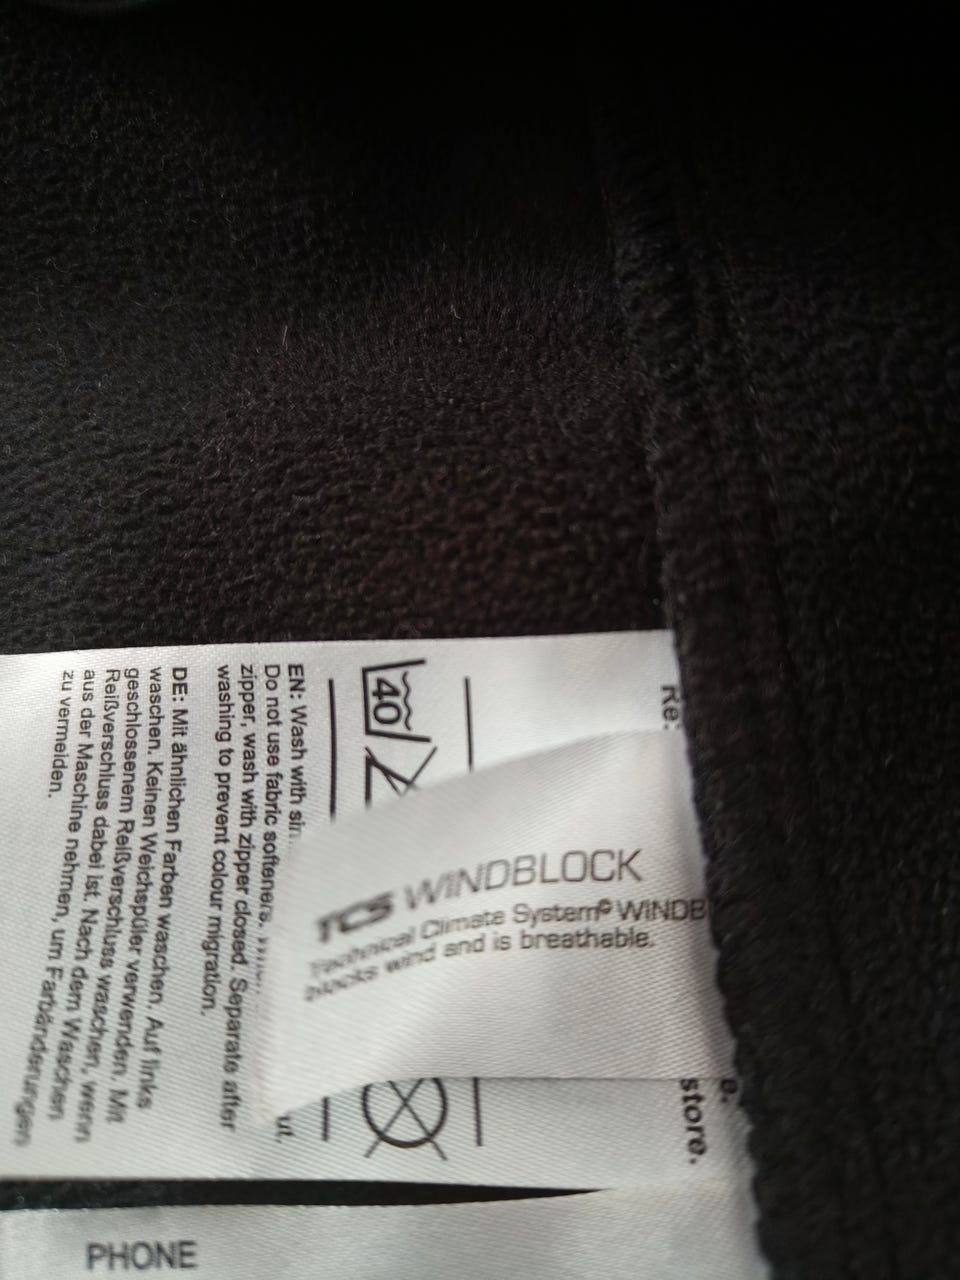 TCS WINDBLOCK
Technical Climate System® WINDB
blocks wind and is breathable.
Re:
e.
store.
40
EN: Wash with sim
Do not use fabric softeners.
zipper, wash with zipper closed. Separate after
washing to prevent colour migration.
ut.
DE: Mit ähnlichen Farben waschen. Auf links
waschen. Keinen Weichspüler verwenden. Mit
geschlossenem Reißverschluss waschen, wenn
Reißverschluss dabei ist. Nach dem Waschen
aus der Maschine nehmen, um Farbänderungen
zu vermeiden.
PHONE